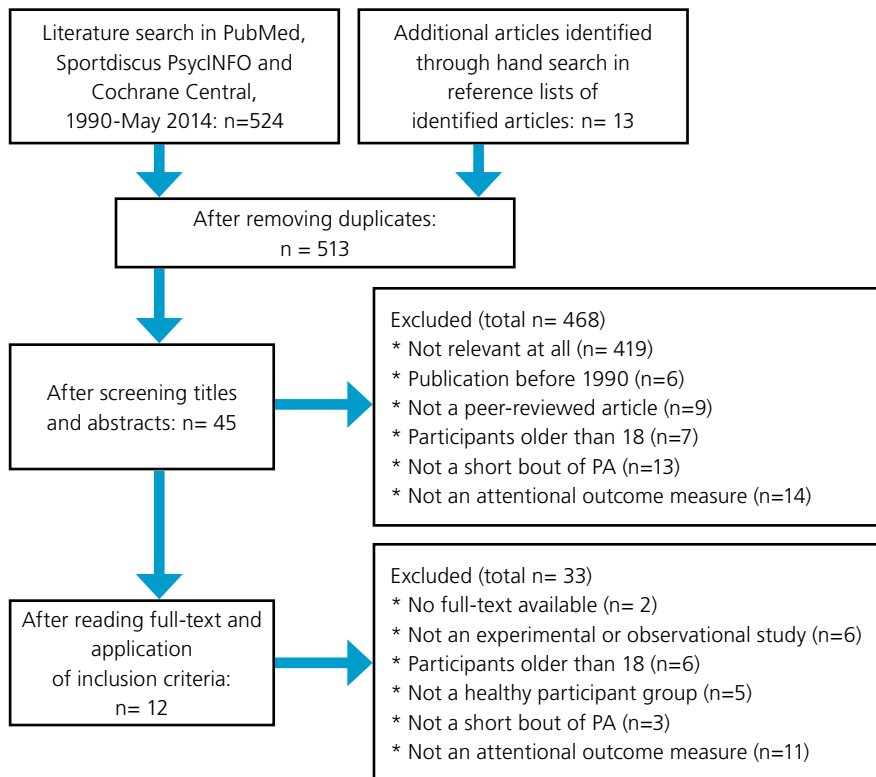 Literature search in PubMed,
Sportdiscus PsycINFO and
Cochrane Central,
1990-May 2014: n=524
Additional articles identified
through hand search in
reference lists of
identified articles: n= 13
After removing duplicates:
n = 513
After screening titles
and abstracts: n= 45
Excluded (total n= 468)
* Not relevant at all (n= 419)
* Publication before 1990 (n=6)
* Not a peer-reviewed article (n=9)
* Participants older than 18 (n=7)
* Not a short bout of PA (n=13)
* Not an attentional outcome measure (n=14)
After reading full-text and
application
of inclusion criteria:
n= 12
Excluded (total n= 33)
* No full-text available (n= 2)
* Not an experimental or observational study (n=6)
* Participants older than 18 (n=6)
* Not a healthy participant group (n=5)
* Not a short bout of PA (n=3)
* Not an attentional outcome measure (n=11)